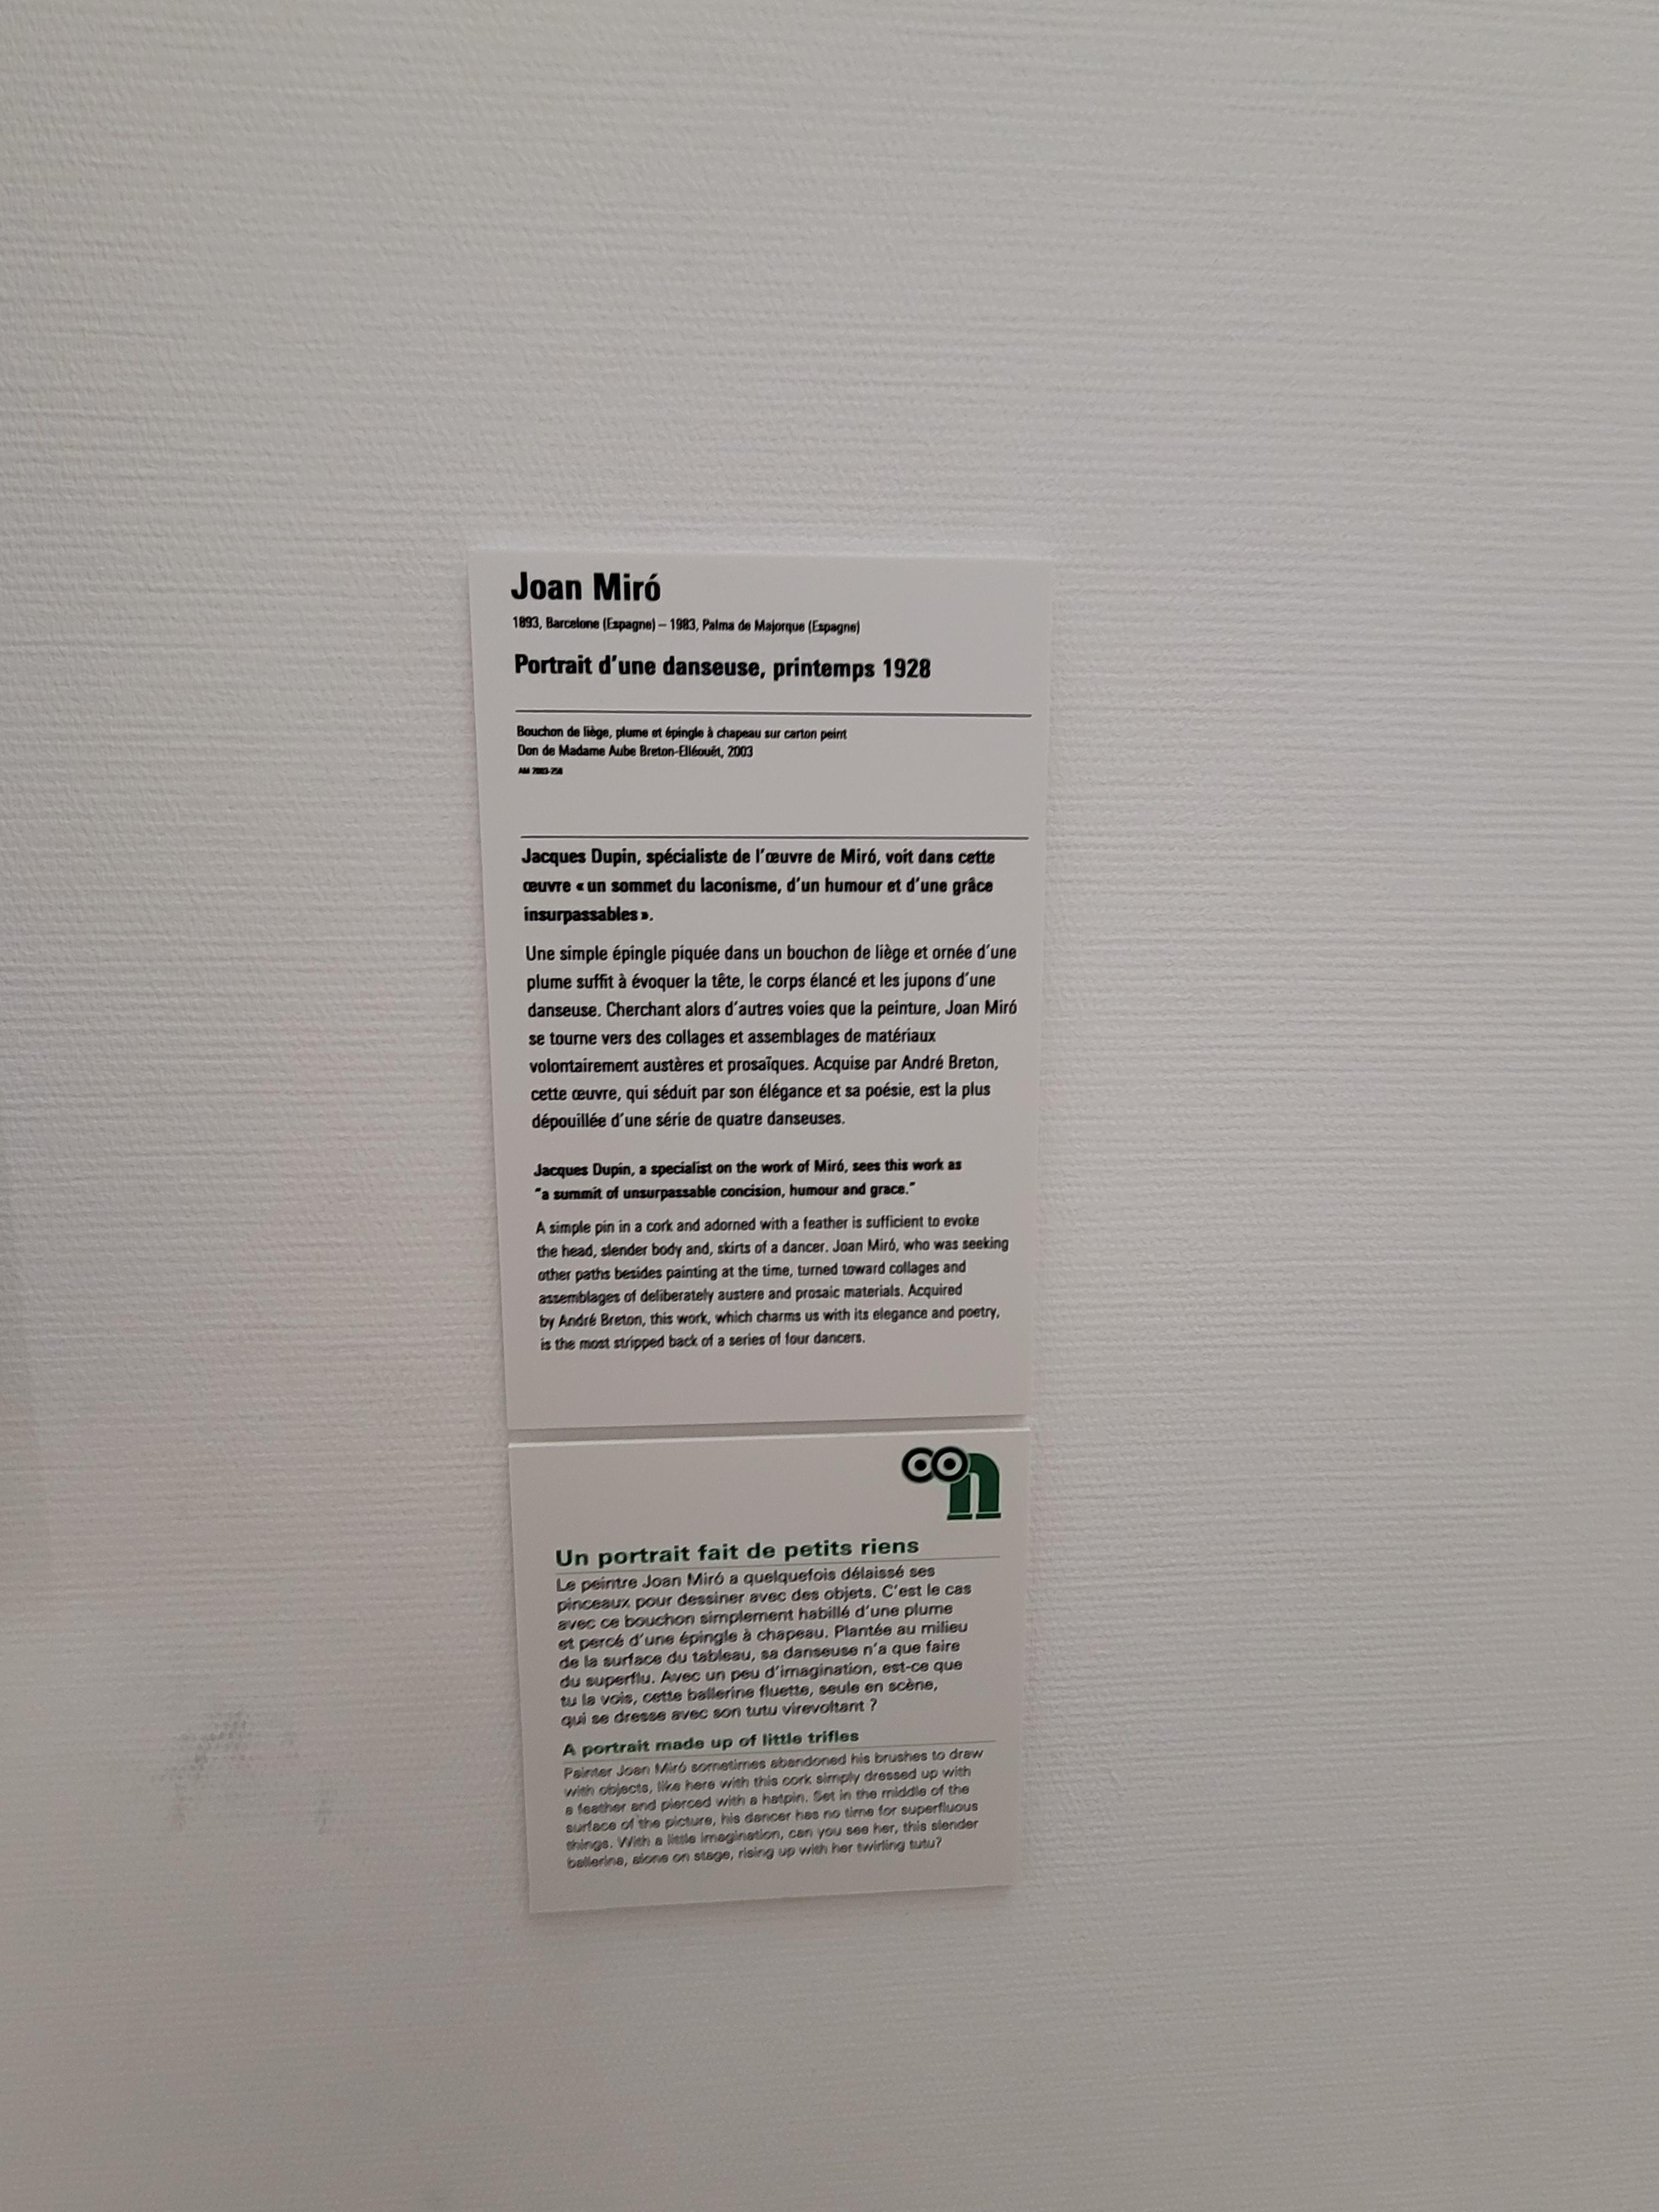 Joan Miró
1893, Barcelone (Espagne) – 1983, Palma de Majorque (Espagne)
Portrait d'une danseuse, printemps 1928
Bouchon de liège, plume et épingle à chapeau sur carton peint
Don de Madame Aube Breton-Elléouët, 2003
AM 2003-258
Jacques Dupin, spécialiste de l'œuvre de Miró, voit dans cette
œuvre « un sommet du laconisme, d'un humour et d'une grâce
insurpassables ».
Une simple épingle piquée dans un bouchon de liège et ornée d'une
plume suffit à évoquer la tête, le corps élancé et les jupons d'une
danseuse. Cherchant alors d'autres voies que la peinture, Joan Miró
se tourne vers des collages et assemblages de matériaux
volontairement austères et prosaïques. Acquise par André Breton,
cette œuvre, qui séduit par son élégance et sa poésie, est la plus
dépouillée d'une série de quatre danseuses.
Jacques Dupin, a specialist on the work of Miró, sees this work as
"a summit of unsurpassable concision, humour and grace."
A simple pin in a cork and adorned with a feather is sufficient to evoke
the head, slender body and, skirts of a dancer. Joan Miró, who was seeking
other paths besides painting at the time, turned toward collages and
assemblages of deliberately austere and prosaic materials. Acquired
by André Breton, this work, which charms us with its elegance and poetry,
is the most stripped back of a series of four dancers.
Un portrait fait de petits riens
Le peintre Joan Miró a quelquefois délaissé ses
pinceaux pour dessiner avec des objets. C'est le cas
avec ce bouchon simplement habillé d'une plume
et percé d'une épingle à chapeau. Plantée au milieu
de la surface du tableau, sa danseuse n'a que faire
du superflu. Avec un peu d'imagination, est-ce que
tu la vois, cette ballerine fluette, seule en scène,
qui se dresse avec son tutu virevoltant ?
A portrait made up of little trifles
Painter Joan Miró sometimes abandoned his brushes to draw
with objects, like here with this cork simply dressed up with
a feather and pierced with a hatpin. Set in the middle of the
surface of the picture, his dancer has no time for superfluous
things. With a little imagination, can you see her, this slender
ballerina, alone on stage, rising up with her twirling tutu?